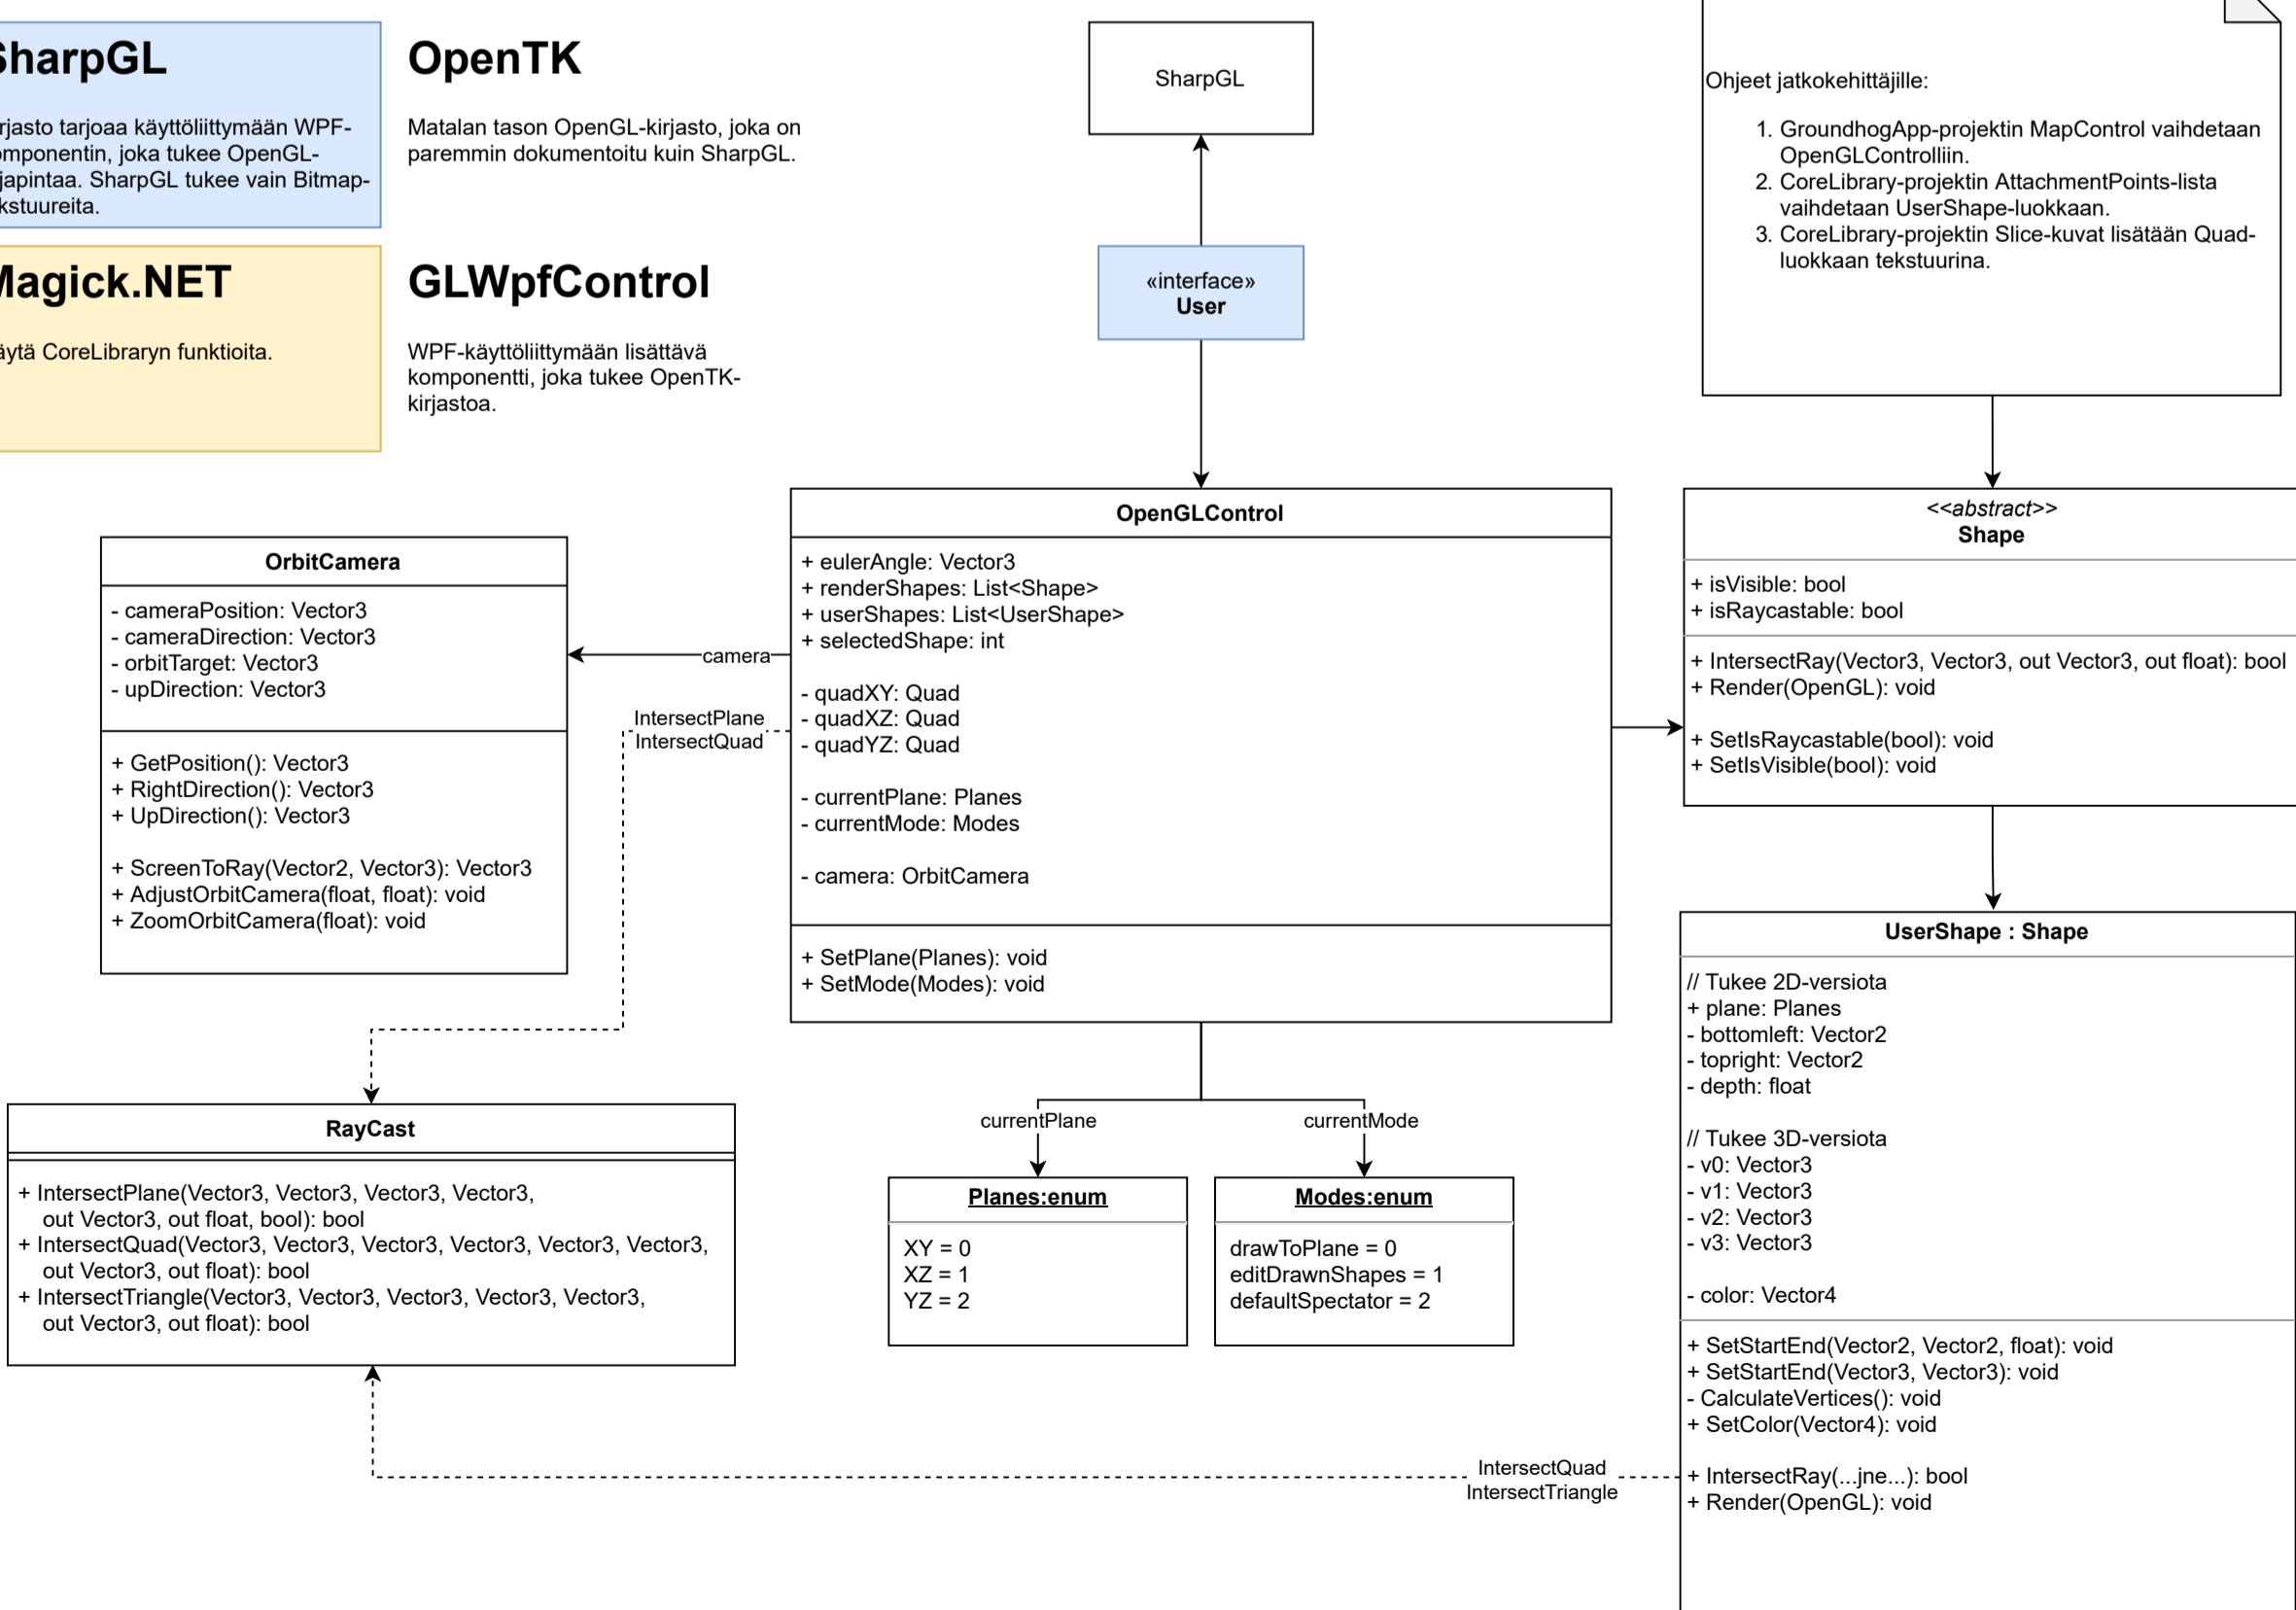 SharpGL
rjasto tarjoaa käyttöliittymään WPF-
omponentin, joka tukee OpenGL-
japintaa. SharpGL tukee vain Bitmap-
kstuureita.
OpenTK
Matalan tason OpenGL-kirjasto, joka on
paremmin dokumentoitu kuin SharpGL.
Magick.NET
äytä CoreLibraryn funktioita.
GLWpfControl
WPF-käyttöliittymään lisättävä
komponentti, joka tukee OpenTK-
kirjastoa.
SharpGL
«interface»
User
Ohjeet jatkokehittäjille:
1. GroundhogApp-projektin MapControl vaihdetaan
OpenGLControlliin.
2. CoreLibrary-projektin AttachmentPoints-lista
vaihdetaan UserShape-luokkaan.
3. CoreLibrary-projektin Slice-kuvat lisätään Quad-
luokkaan tekstuurina.
OrbitCamera
- cameraPosition: Vector3
- cameraDirection: Vector3
- orbitTarget: Vector3
- upDirection: Vector3
+ GetPosition(): Vector3
+ RightDirection(): Vector3
+ UpDirection(): Vector3
+ ScreenToRay(Vector2, Vector3): Vector3
+ AdjustOrbitCamera(float, float): void
+ ZoomOrbitCamera(float): void
camera
IntersectPlane
IntersectQuad
OpenGLControl
+ eulerAngle: Vector3
+ renderShapes: List<Shape>
+ userShapes: List<UserShape>
+ selectedShape: int
- quadXY: Quad
- quadXZ: Quad
- quadYZ: Quad
- currentPlane: Planes
- currentMode: Modes
- camera: OrbitCamera
+ SetPlane(Planes): void
+ SetMode(Modes): void
<<abstract>>
Shape
+ isVisible: bool
+ isRaycastable: bool
+ IntersectRay(Vector3, Vector3, out Vector3, out float): bool
+ Render(OpenGL): void
+ SetIsRaycastable(bool): void
+ SetIsVisible(bool): void
RayCast
+ IntersectPlane(Vector3, Vector3, Vector3, Vector3,
out Vector3, out float, bool): bool
+ IntersectQuad(Vector3, Vector3, Vector3, Vector3, Vector3, Vector3,
out Vector3, out float): bool
+ IntersectTriangle(Vector3, Vector3, Vector3, Vector3, Vector3,
out Vector3, out float): bool
currentPlane
currentMode
Planes:enum
XY = 0
XZ = 1
YZ = 2
Modes:enum
drawToPlane = 0
editDrawnShapes = 1
defaultSpectator = 2
UserShape : Shape
// Tukee 2D-versiota
+ plane: Planes
- bottomleft: Vector2
- topright: Vector2
- depth: float
// Tukee 3D-versiota
- v0: Vector3
- v1: Vector3
- v2: Vector3
- v3: Vector3
- color: Vector4
+ SetStartEnd(Vector2, Vector2, float): void
+ SetStartEnd(Vector3, Vector3): void
- CalculateVertices(): void
+ SetColor(Vector4): void
+ IntersectRay(...jne...): bool
+ Render(OpenGL): void
IntersectQuad
IntersectTriangle